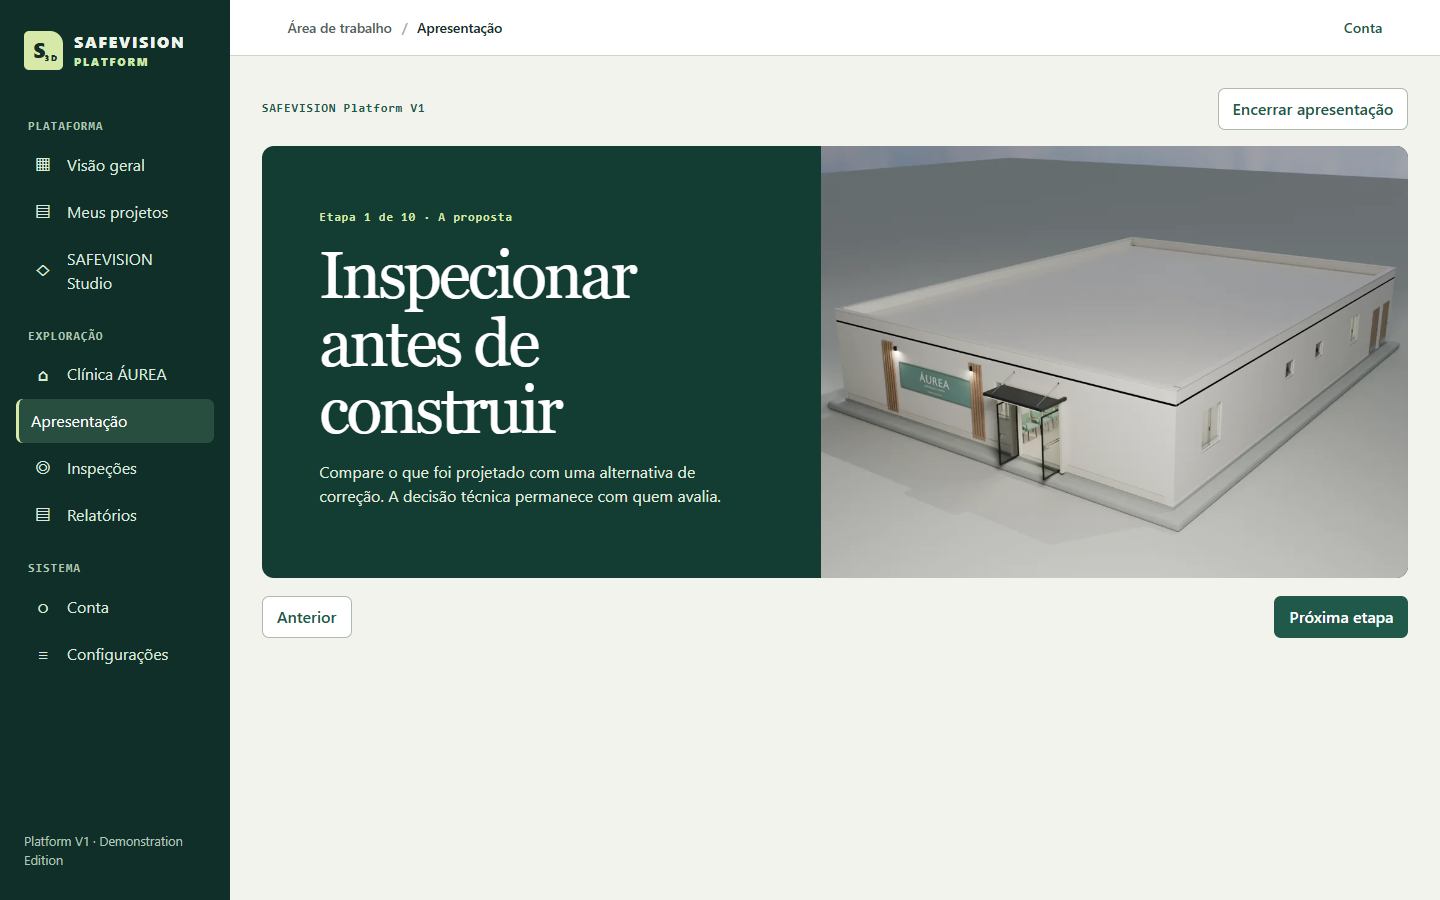 S3D
SAFEVISION
PLATFORM
PLATAFORMA
Visão geral
Meus projetos
SAFEVISION
Studio
EXPLORAÇÃO
Clínica ÁUREA
Apresentação
Inspeções
Relatórios
SISTEMA
Conta
Configurações
Platform V1 · Demonstration
Edition
Área de trabalho / Apresentação
Conta
SAFEVISION Platform V1
Encerrar apresentação
Etapa 1 de 10 · A proposta
Inspecionar
antes de
construir
Compare o que foi projetado com uma alternativa de
correção. A decisão técnica permanece com quem avalia.
ÁUREA
Anterior
Próxima etapa